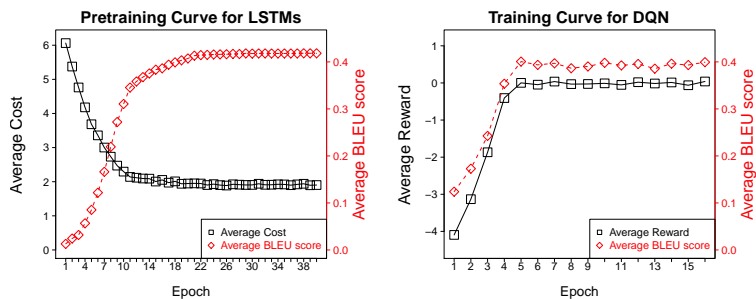 Pretraining Curve for LSTMs
6
5
4
3
2
1
0
Average Cost
0.4
0.3
0.2
0.1
0.0
Average BLEU score
Average Cost
Average BLEU score
1 4 7 10 14 18 22 26 30 34 38
Epoch
Training Curve for DQN
1
0
−1
−2
−3
−4
Average Reward
0.4
0.3
0.2
0.1
0.0
Average BLEU score
Average Reward
Average BLEU score
1 2 3 4 5 6 7 8 9 11 13 15
Epoch